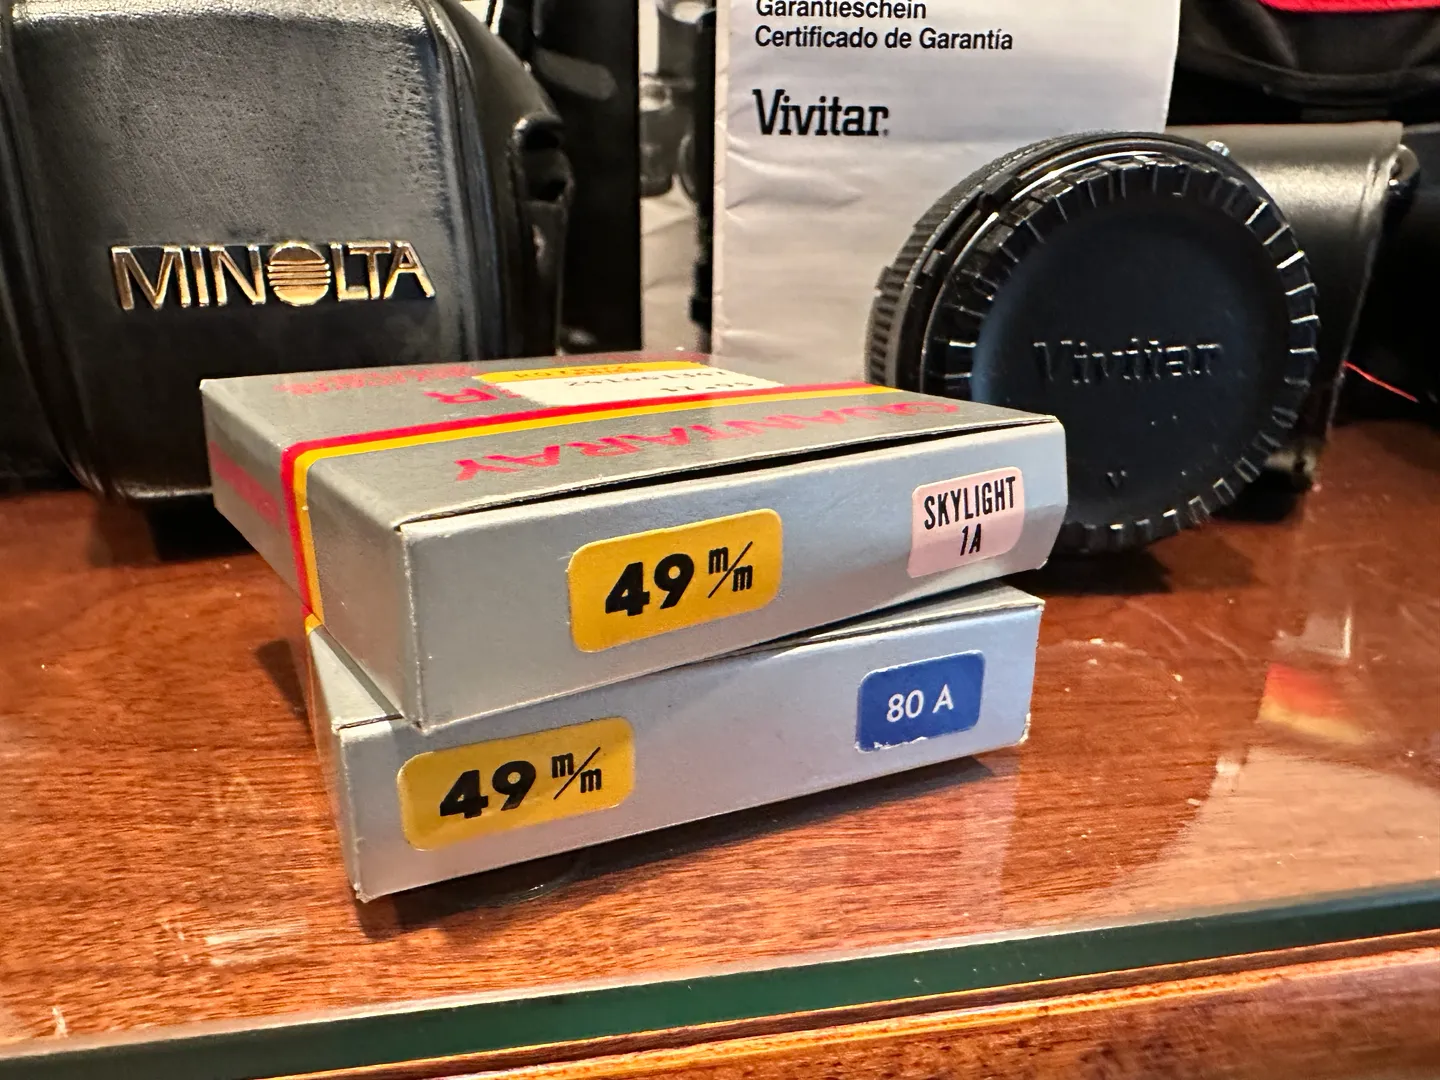 Garantieschein
Certificado de Garantía
Vivitar
MINOLTA
Vivitar
QUANTARAY
49 m/m
SKYLIGHT
1A
49 m/m
80 A